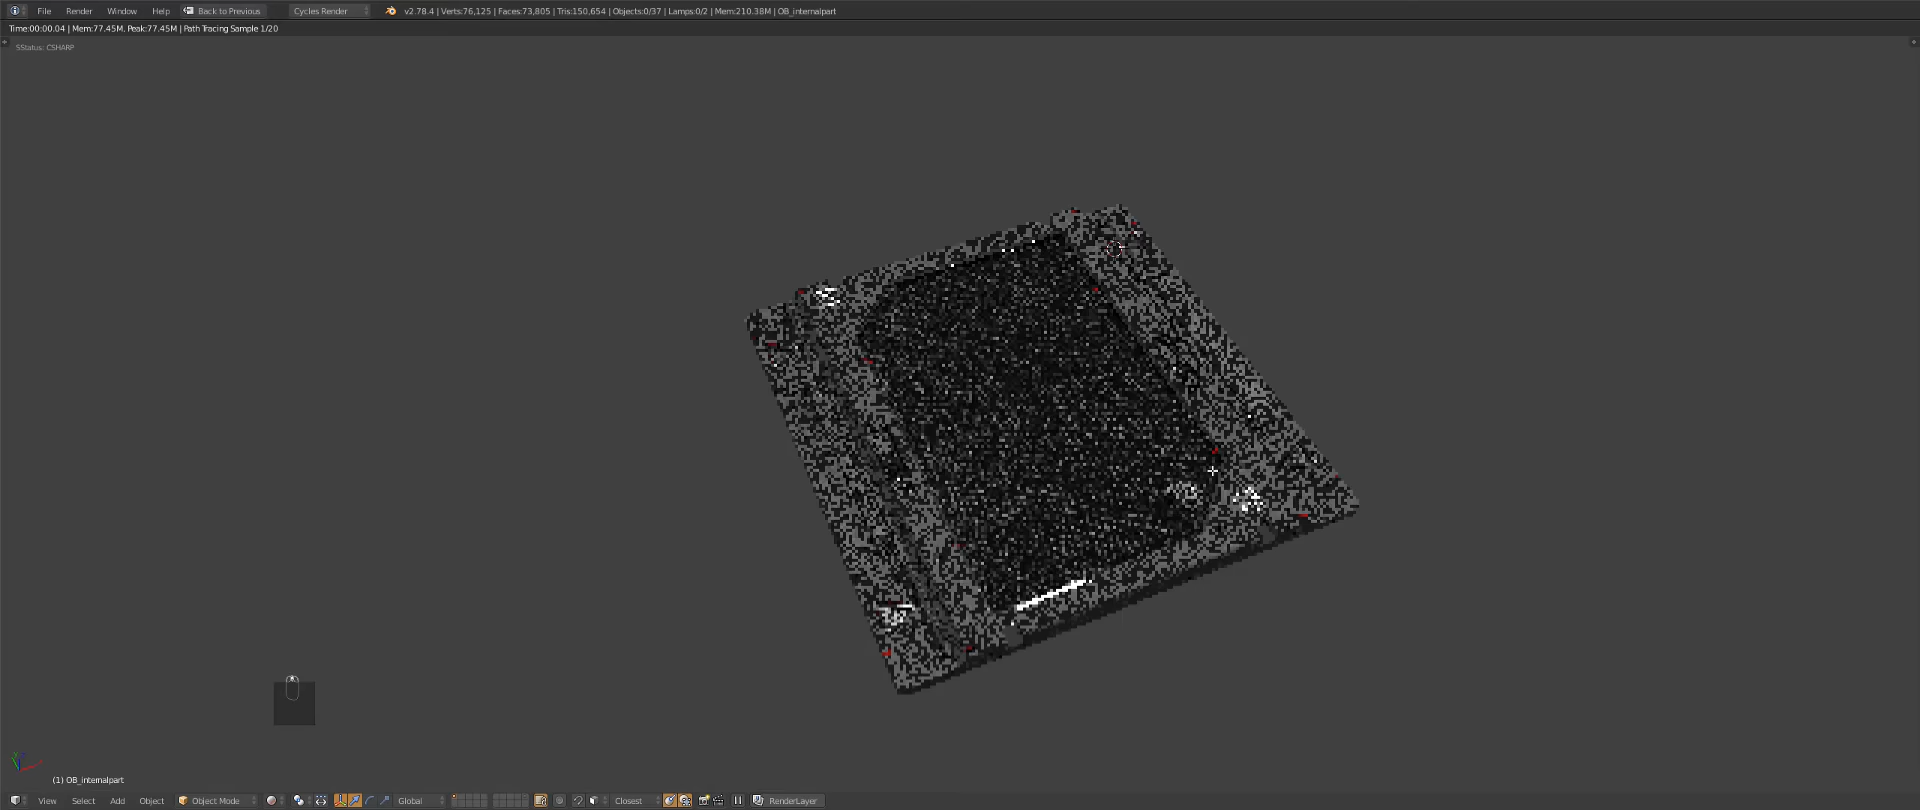 File Render Window Help Back to Previous Cycles Render v2.78.4 | Verts:76,125 | Faces:73,805 | Tris:150,654 | Objects:0/37 | Lamps:0/2 | Mem:210.38M | OB_internalpart
Time:00:00.04 | Mem:77.45M, Peak:77.45M | Path Tracing Sample 1/20
SStatus: CSHARP
(1) OB_internalpart
View Select Add Object Object Mode Global Closest RenderLayer